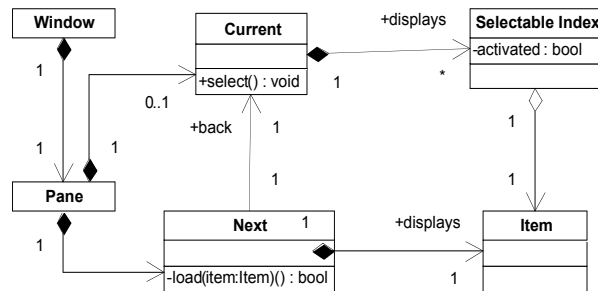 Window
Current
+displays
Selectable Index
-activated : bool
+select() : void
1
1
*
0..1
1
1
+back
1
1
1
Pane
1
1
1
Next
1
+displays
Item
1
-load(item:Item)() : bool
1